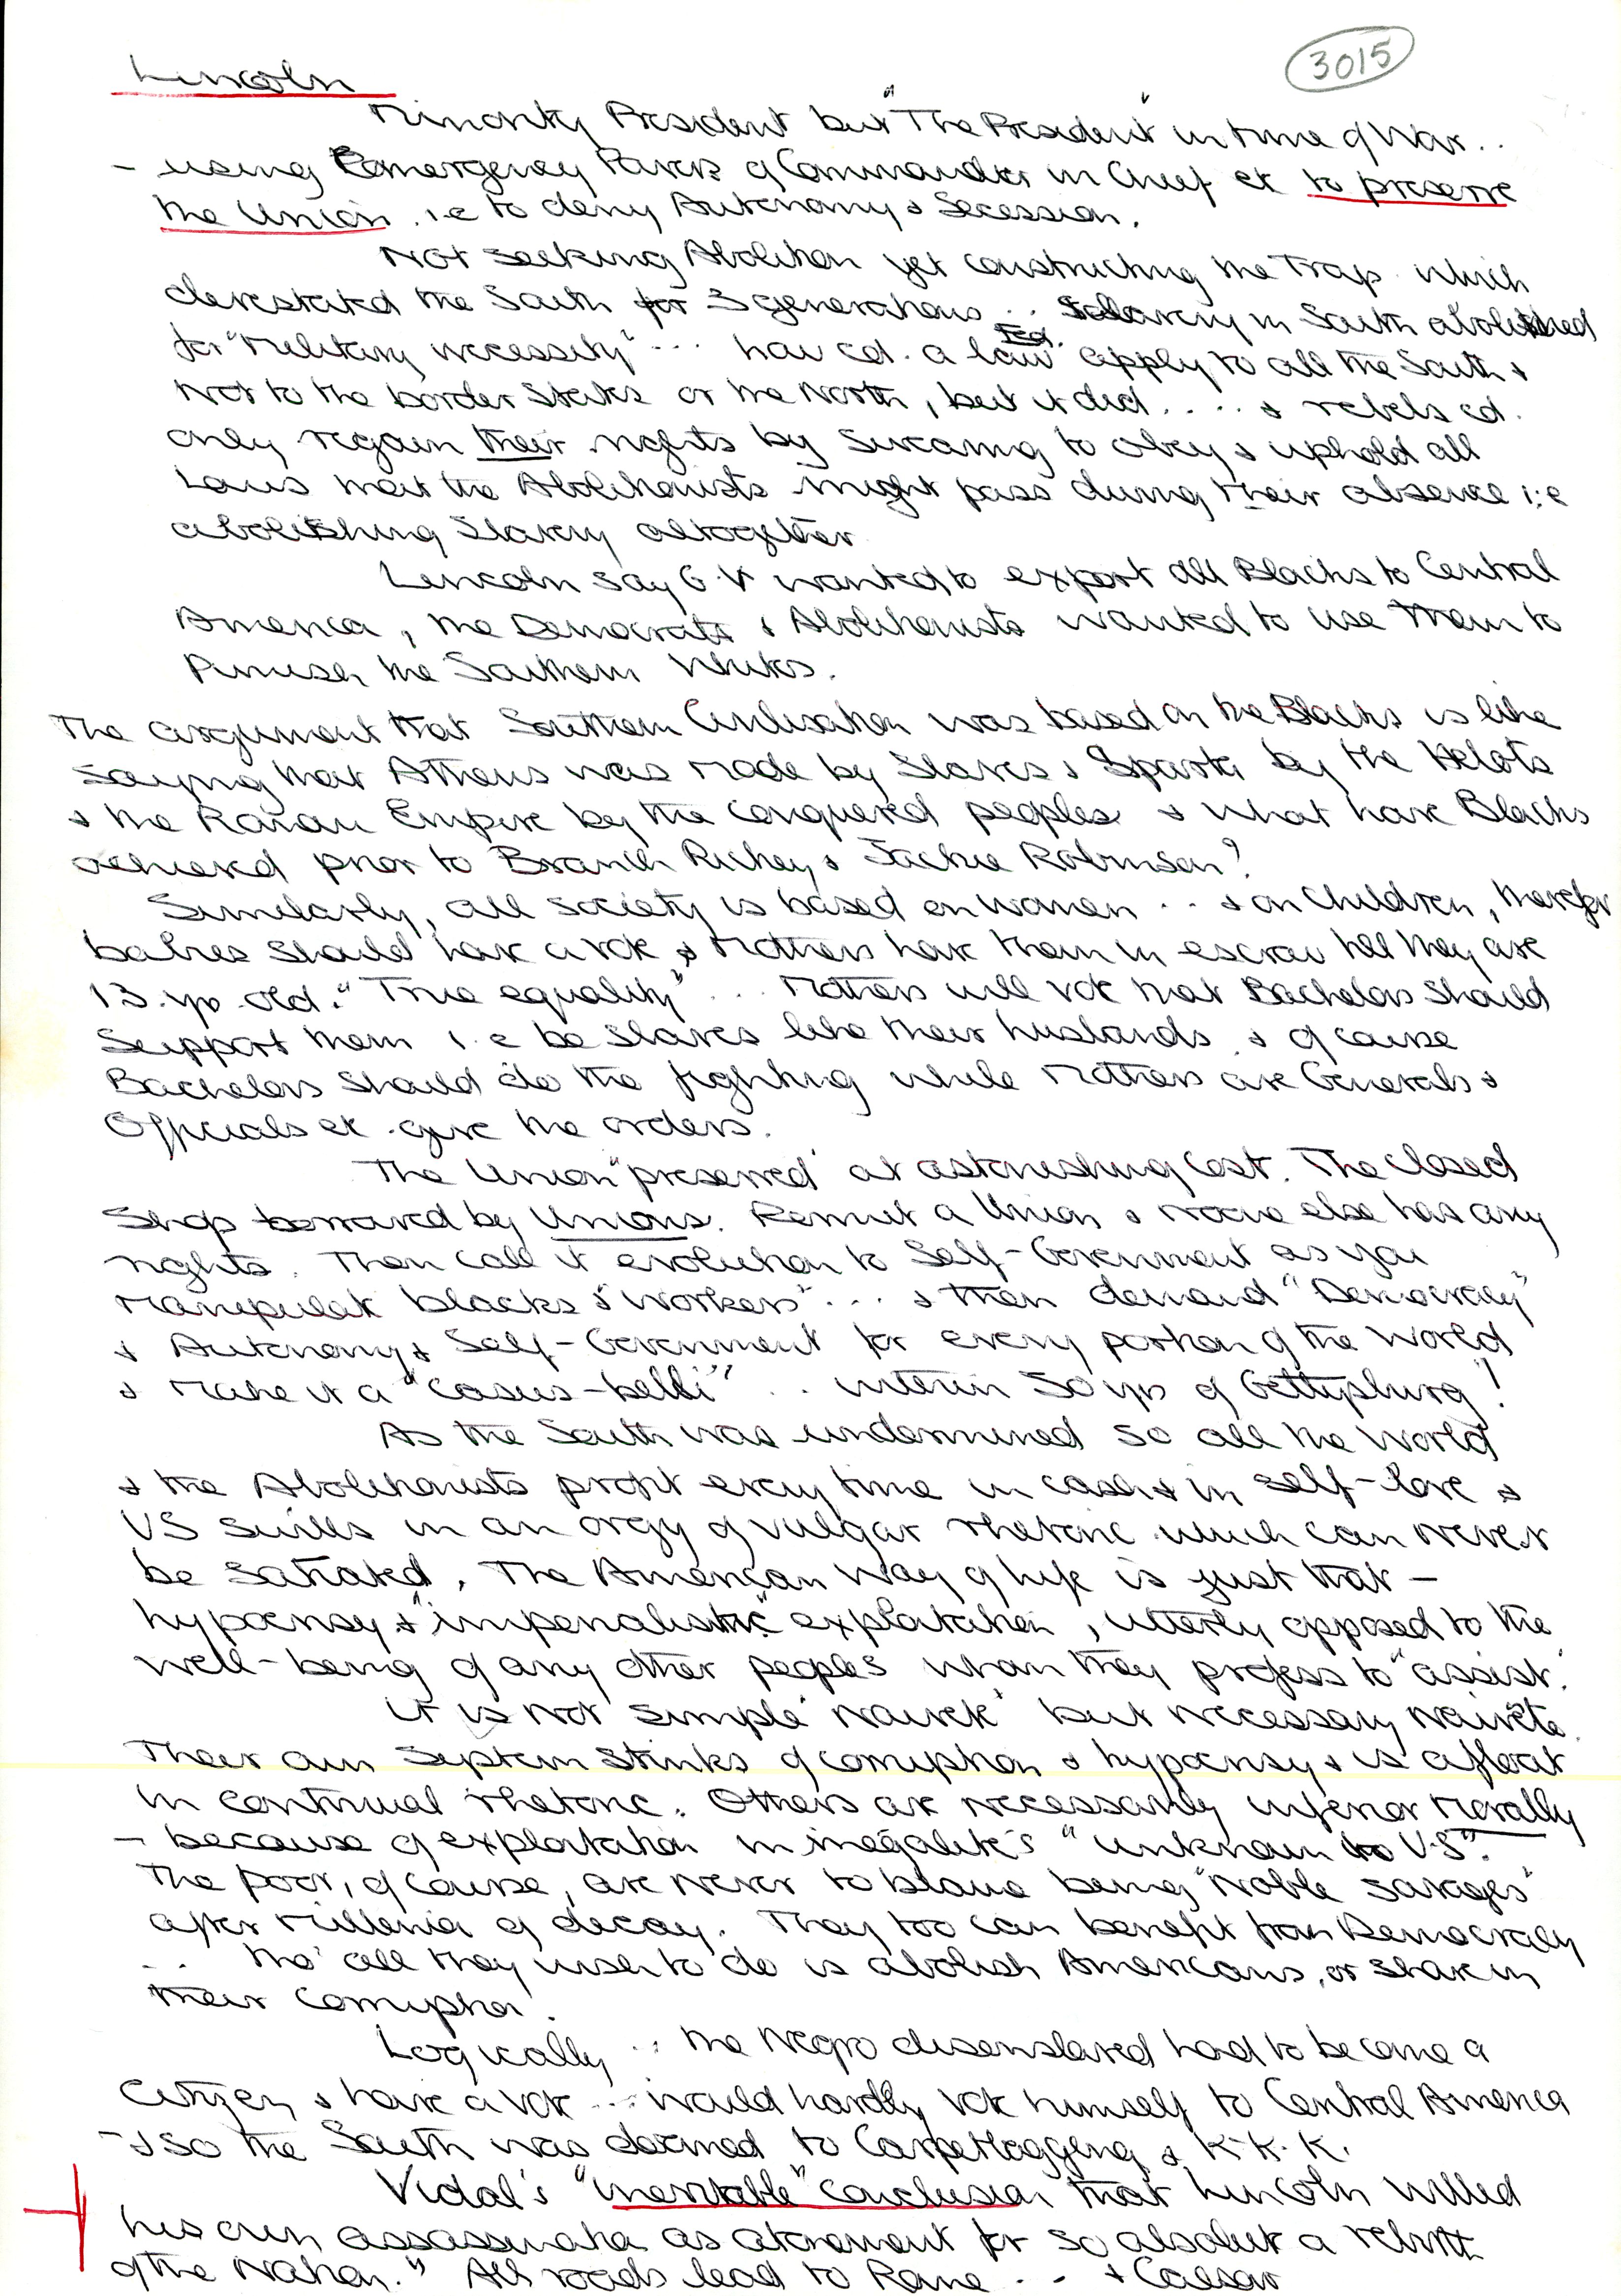 3015
Lincoln
Minority President but "The President" in time of War..
- using Emergency Powers of Commander in Chief etc to preserve
the Union. i.e to deny Autonomy & Secession.
Not seeking Abolition yet constructing the Trap which
devastated the South for 3 generations... Slavery in South abolished
for "Military necessity"... how cd. a Fed. law apply to all the South &
not to the border States or the North, but it did.... & rebels cd.
only regain their rights by swearing to obey & uphold all
Laws that the Abolitionists might pass during their absence i:e
abolishing Slavery altogether
Lincoln say G.V wanted to export all Blacks to Central
America, the Democrats & Abolitionists wanted to use them to
Punish the Southern Whites.
The argument that Southern Civilisation was based on the Blacks is like
saying that Athens was made by Slaves & Sparta by the Helots
& the Roman Empire by the conquered peoples & what have Blacks
achieved prior to Branch Rickey & Jackie Robinson?
Similarly, all society is based on Women .. & on Children, therefor
babies should have a vote & Mothers have them in escrow till they are
13. yrs old. "True equality"... Mothers will vote that Bachelors should
Support them i.e be slaves like their husbands & of course
Bachelors should do the fighting while Mothers are Generals &
Officials etc. give the orders.
The Union "preserved" at astonishing Cost. The Closed
Shop by Unions. Permit a Union & noone else has any
rights. Then call it evolution to Self-Government as you
manipulate blacks & "workers"... & then demand "Democracy"
& Autonomy & Self-Government for every portion of the World
& make it a "Casus-belli"... within 50 yrs of Gettysburg!
As the South was undermined so all the World
& the Abolitionists profit every time in cash & in self-love &
US swills in an orgy of vulgar rhetoric which can never
be satiated. The American Way of life is just that -
hypocrisy & "imperialistic" exploitation, utterly opposed to the
well-being of any other peoples whom they profess to "assist".
It is not simple "naivete" but necessary Naivete.
Their own System Stinks of corruption & hypocrisy & is afloat
in continual rhetoric. Others are necessarily inferior Morally
- because of exploitation in inegalité's "unknown to U.S".
The Poor, of course, are never to blame being "Noble Savages"
after Millenia of decay. They too can benefit from Democracy
... tho' all they wish to do is abolish Americans, or share in
their Corruption.
Logically .. the Negro disenslaved had to become a
Citizen & have a vote ... would hardly vote himself to Central America
- & so the South was doomed to Carpetbagging & K.K.K.
Vidal's "inevitable" conclusion that Lincoln willed
his own assassination as atonement for so absolute a rebirth
of the Nation." All roads lead to Rome ... & Caesar